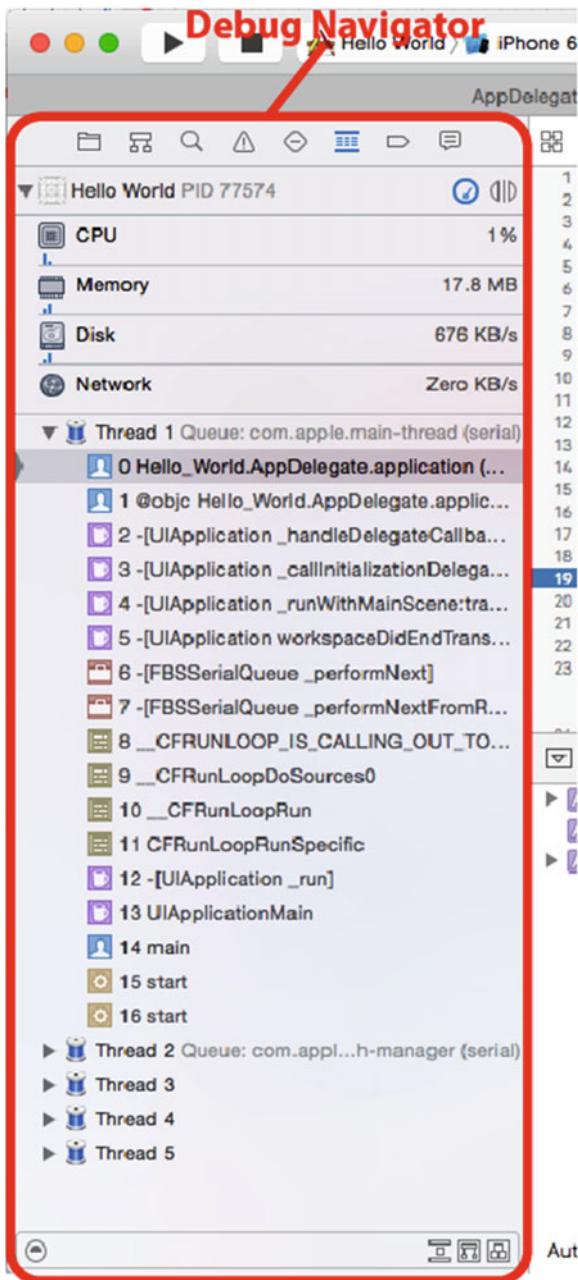 Debug Navigator
Hello World 〉 iPhone 6
AppDelegat
Hello World PID 77574
CPU 1%
Memory 17.8 MB
Disk 676 KB/s
Network Zero KB/s
Thread 1 Queue: com.apple.main-thread (serial)
0 Hello_World.AppDelegate.application (...
1 @objc Hello_World.AppDelegate.applic...
2 -[UIApplication _handleDelegateCallba...
3 -[UIApplication _callInitializationDelega...
4 -[UIApplication _runWithMainScene:tra...
5 -[UIApplication workspaceDidEndTrans...
6 -[FBSSerialQueue _performNext]
7 -[FBSSerialQueue _performNextFromR...
8 __CFRUNLOOP_IS_CALLING_OUT_TO...
9 __CFRunLoopDoSources0
10 __CFRunLoopRun
11 CFRunLoopRunSpecific
12 -[UIApplication _run]
13 UIApplicationMain
14 main
15 start
16 start
Thread 2 Queue: com.appl...h-manager (serial)
Thread 3
Thread 4
Thread 5
1
2
3
4
5
6
7
8
9
10
11
12
13
14
15
16
17
18
19
20
21
22
23
Aut